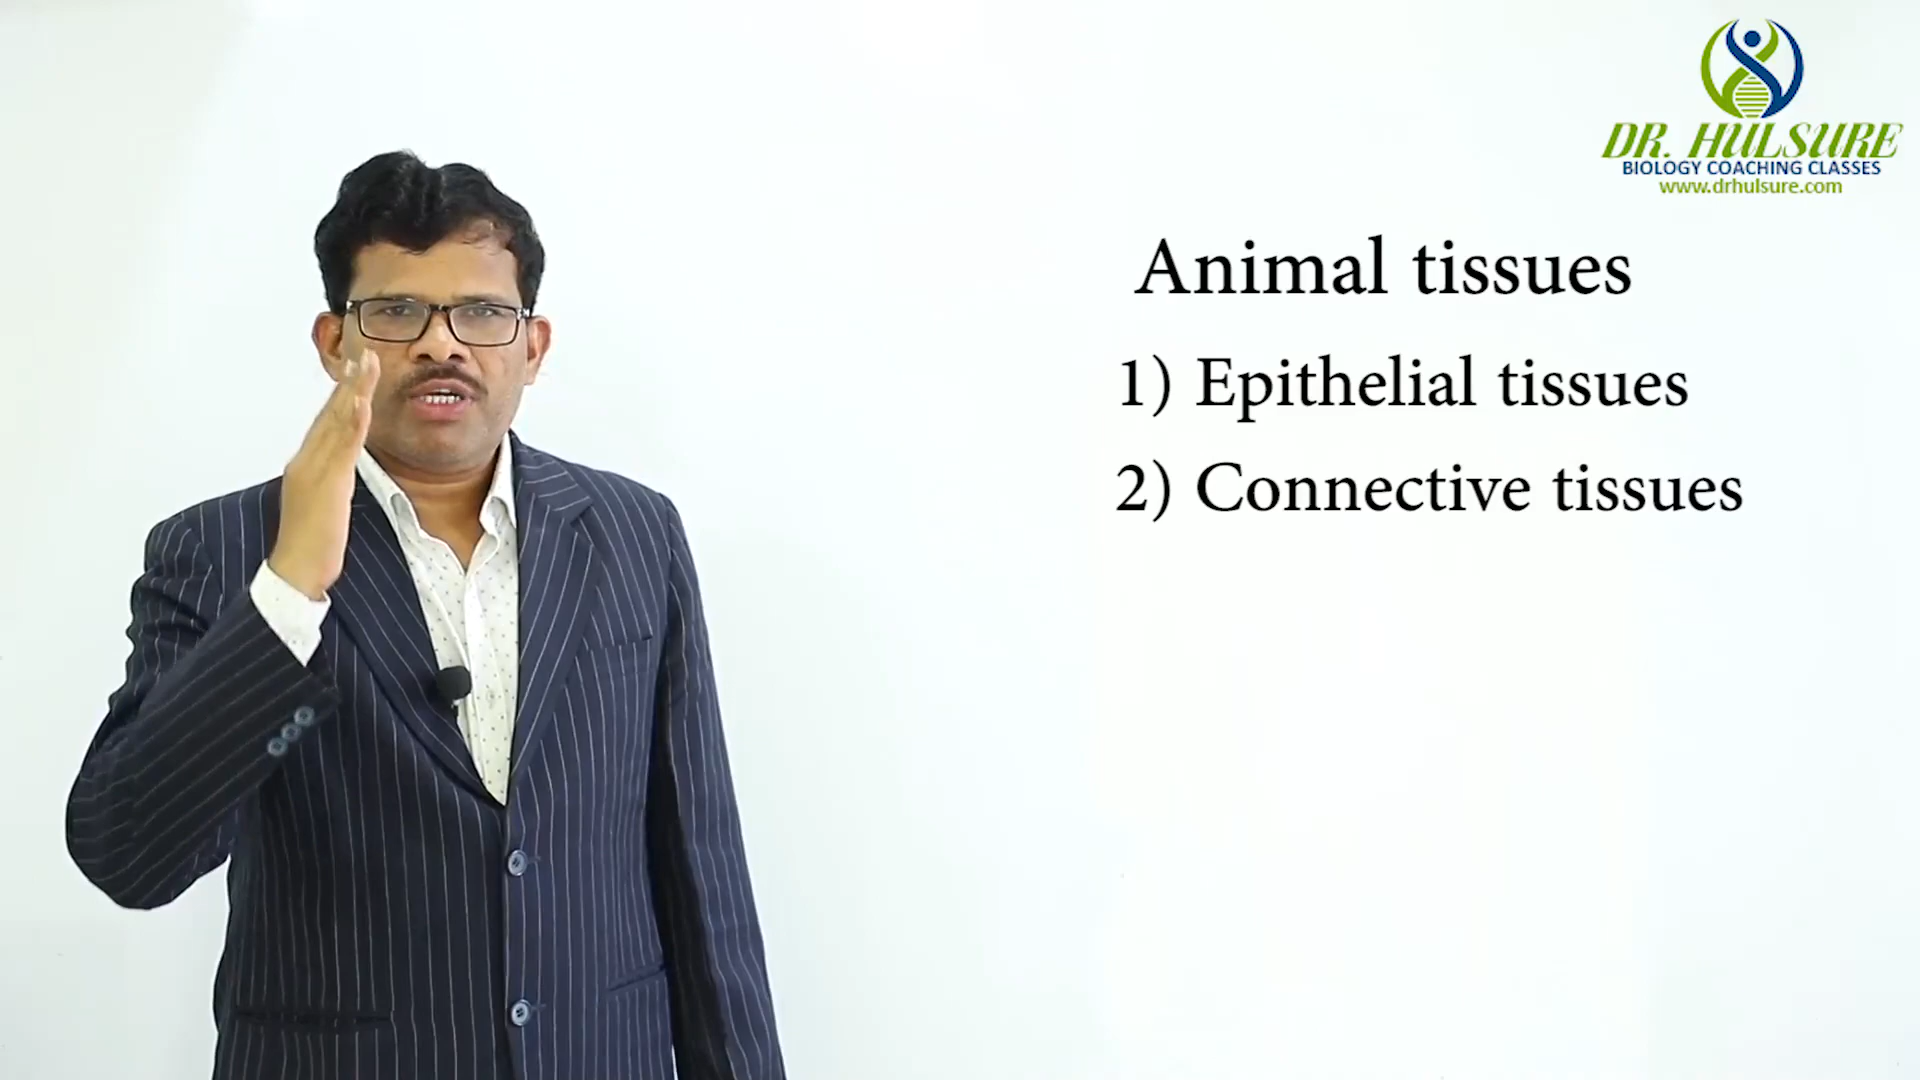 DR. HULSURE
BIOLOGY COACHING CLASSES
www.drhulsure.com
Animal tissues
1) Epithelial tissues
2) Connective tissues